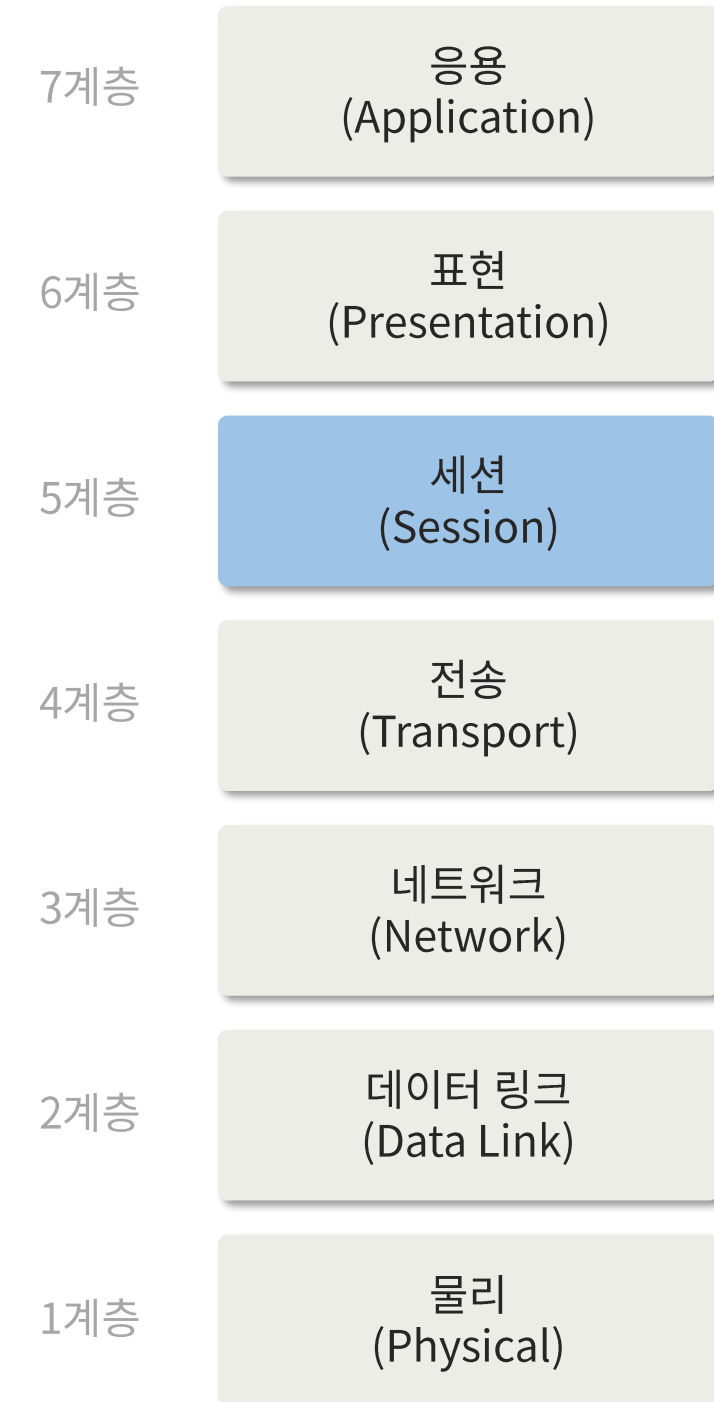 7계층
응용
(Application)
6계층
표현
(Presentation)
5계층
세션
(Session)
4계층
전송
(Transport)
3계층
네트워크
(Network)
2계층
데이터 링크
(Data Link)
1계층
물리
(Physical)